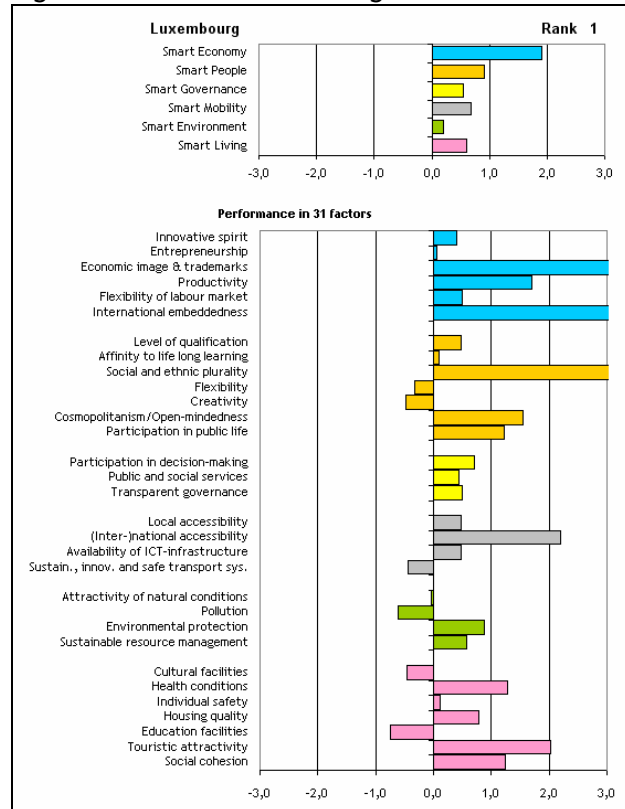 Luxembourg Rank 1
Smart Economy
Smart People
Smart Governance
Smart Mobility
Smart Environment
Smart Living
-3,0 -2,0 -1,0 0,0 1,0 2,0 3,0
Performance in 31 factors
Innovative spirit
Entrepreneurship
Economic image & trademarks
Productivity
Flexibility of labour market
International embeddedness
Level of qualification
Affinity to life long learning
Social and ethnic plurality
Flexibility
Creativity
Cosmopolitanism/Open-mindedness
Participation in public life
Participation in decision-making
Public and social services
Transparent governance
Local accessibility
(Inter-)national accessibility
Availability of ICT-infrastructure
Sustain., innov. and safe transport sys.
Attractivity of natural conditions
Pollution
Environmental protection
Sustainable resource management
Cultural facilities
Health conditions
Individual safety
Housing quality
Education facilities
Touristic attractivity
Social cohesion
-3,0 -2,0 -1,0 0,0 1,0 2,0 3,0